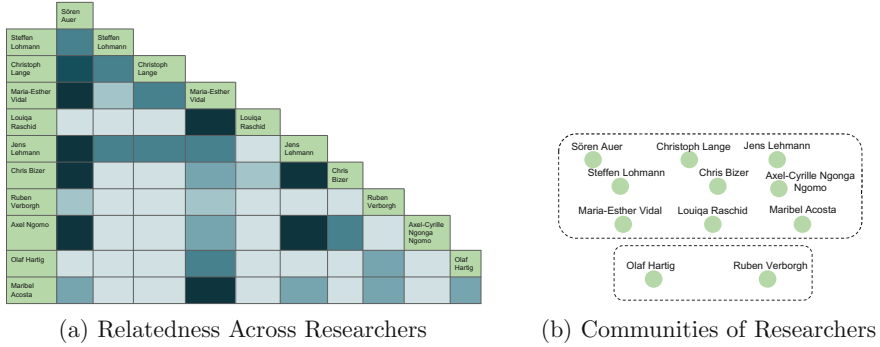 Sören
Auer
Steffen
Lohmann
Steffen
Lohmann
Christoph
Lange
Christoph
Lange
Maria-Esther
Vidal
Maria-Esther
Vidal
Louiqa
Raschid
Louiqa
Raschid
Jens
Lehmann
Jens
Lehmann
Chris Bizer
Chris
Bizer
Ruben
Verborgh
Ruben
Verborgh
Axel Ngomo
Axel-Cyrille
Ngonga
Ngomo
Olaf Hartig
Olaf
Hartig
Maribel
Acosta
(a) Relatedness Across Researchers
Sören Auer
Christoph Lange
Jens Lehmann
Steffen Lohmann
Chris Bizer
Axel-Cyrille Ngonga
Ngomo
Maria-Esther Vidal
Louiqa Raschid
Maribel Acosta
Olaf Hartig
Ruben Verborgh
(b) Communities of Researchers